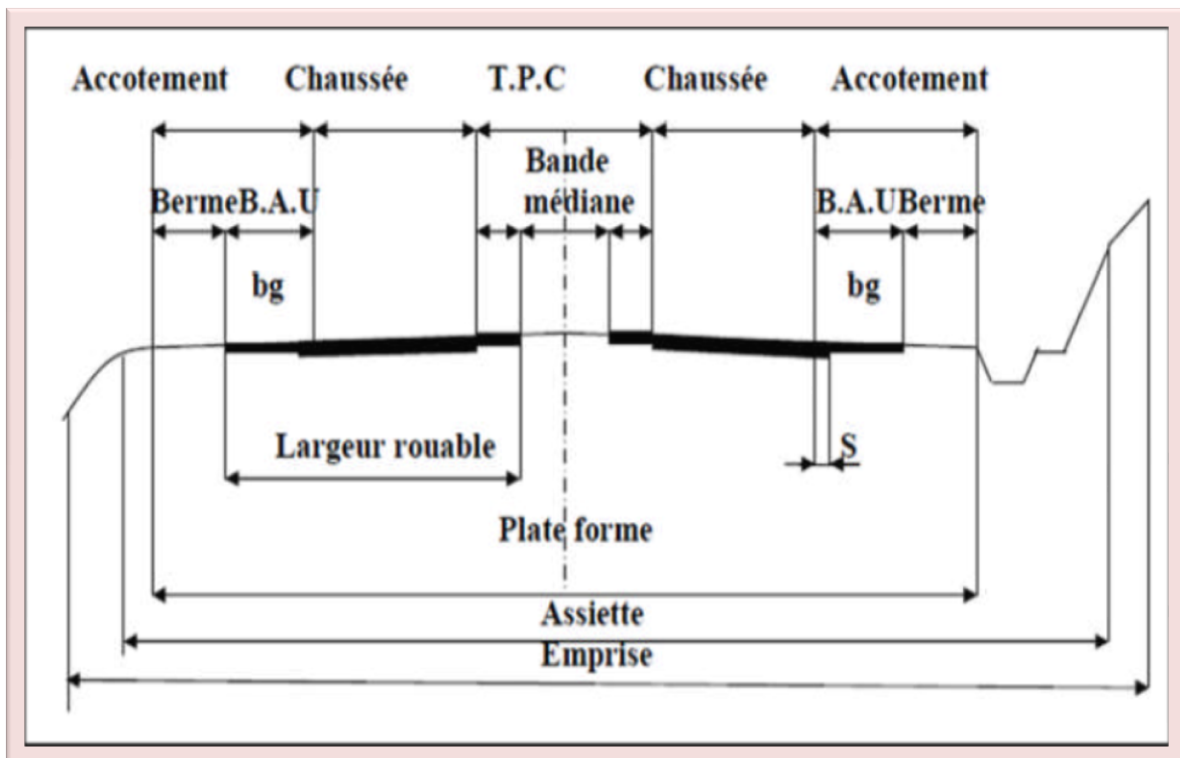 Accotement Chaussée T.P.C Chaussée Accotement
Bande
médiane
BermeB.A.U B.A.UBerme
bg bg
Largeur rouable S
Plate forme
Assiette
Emprise